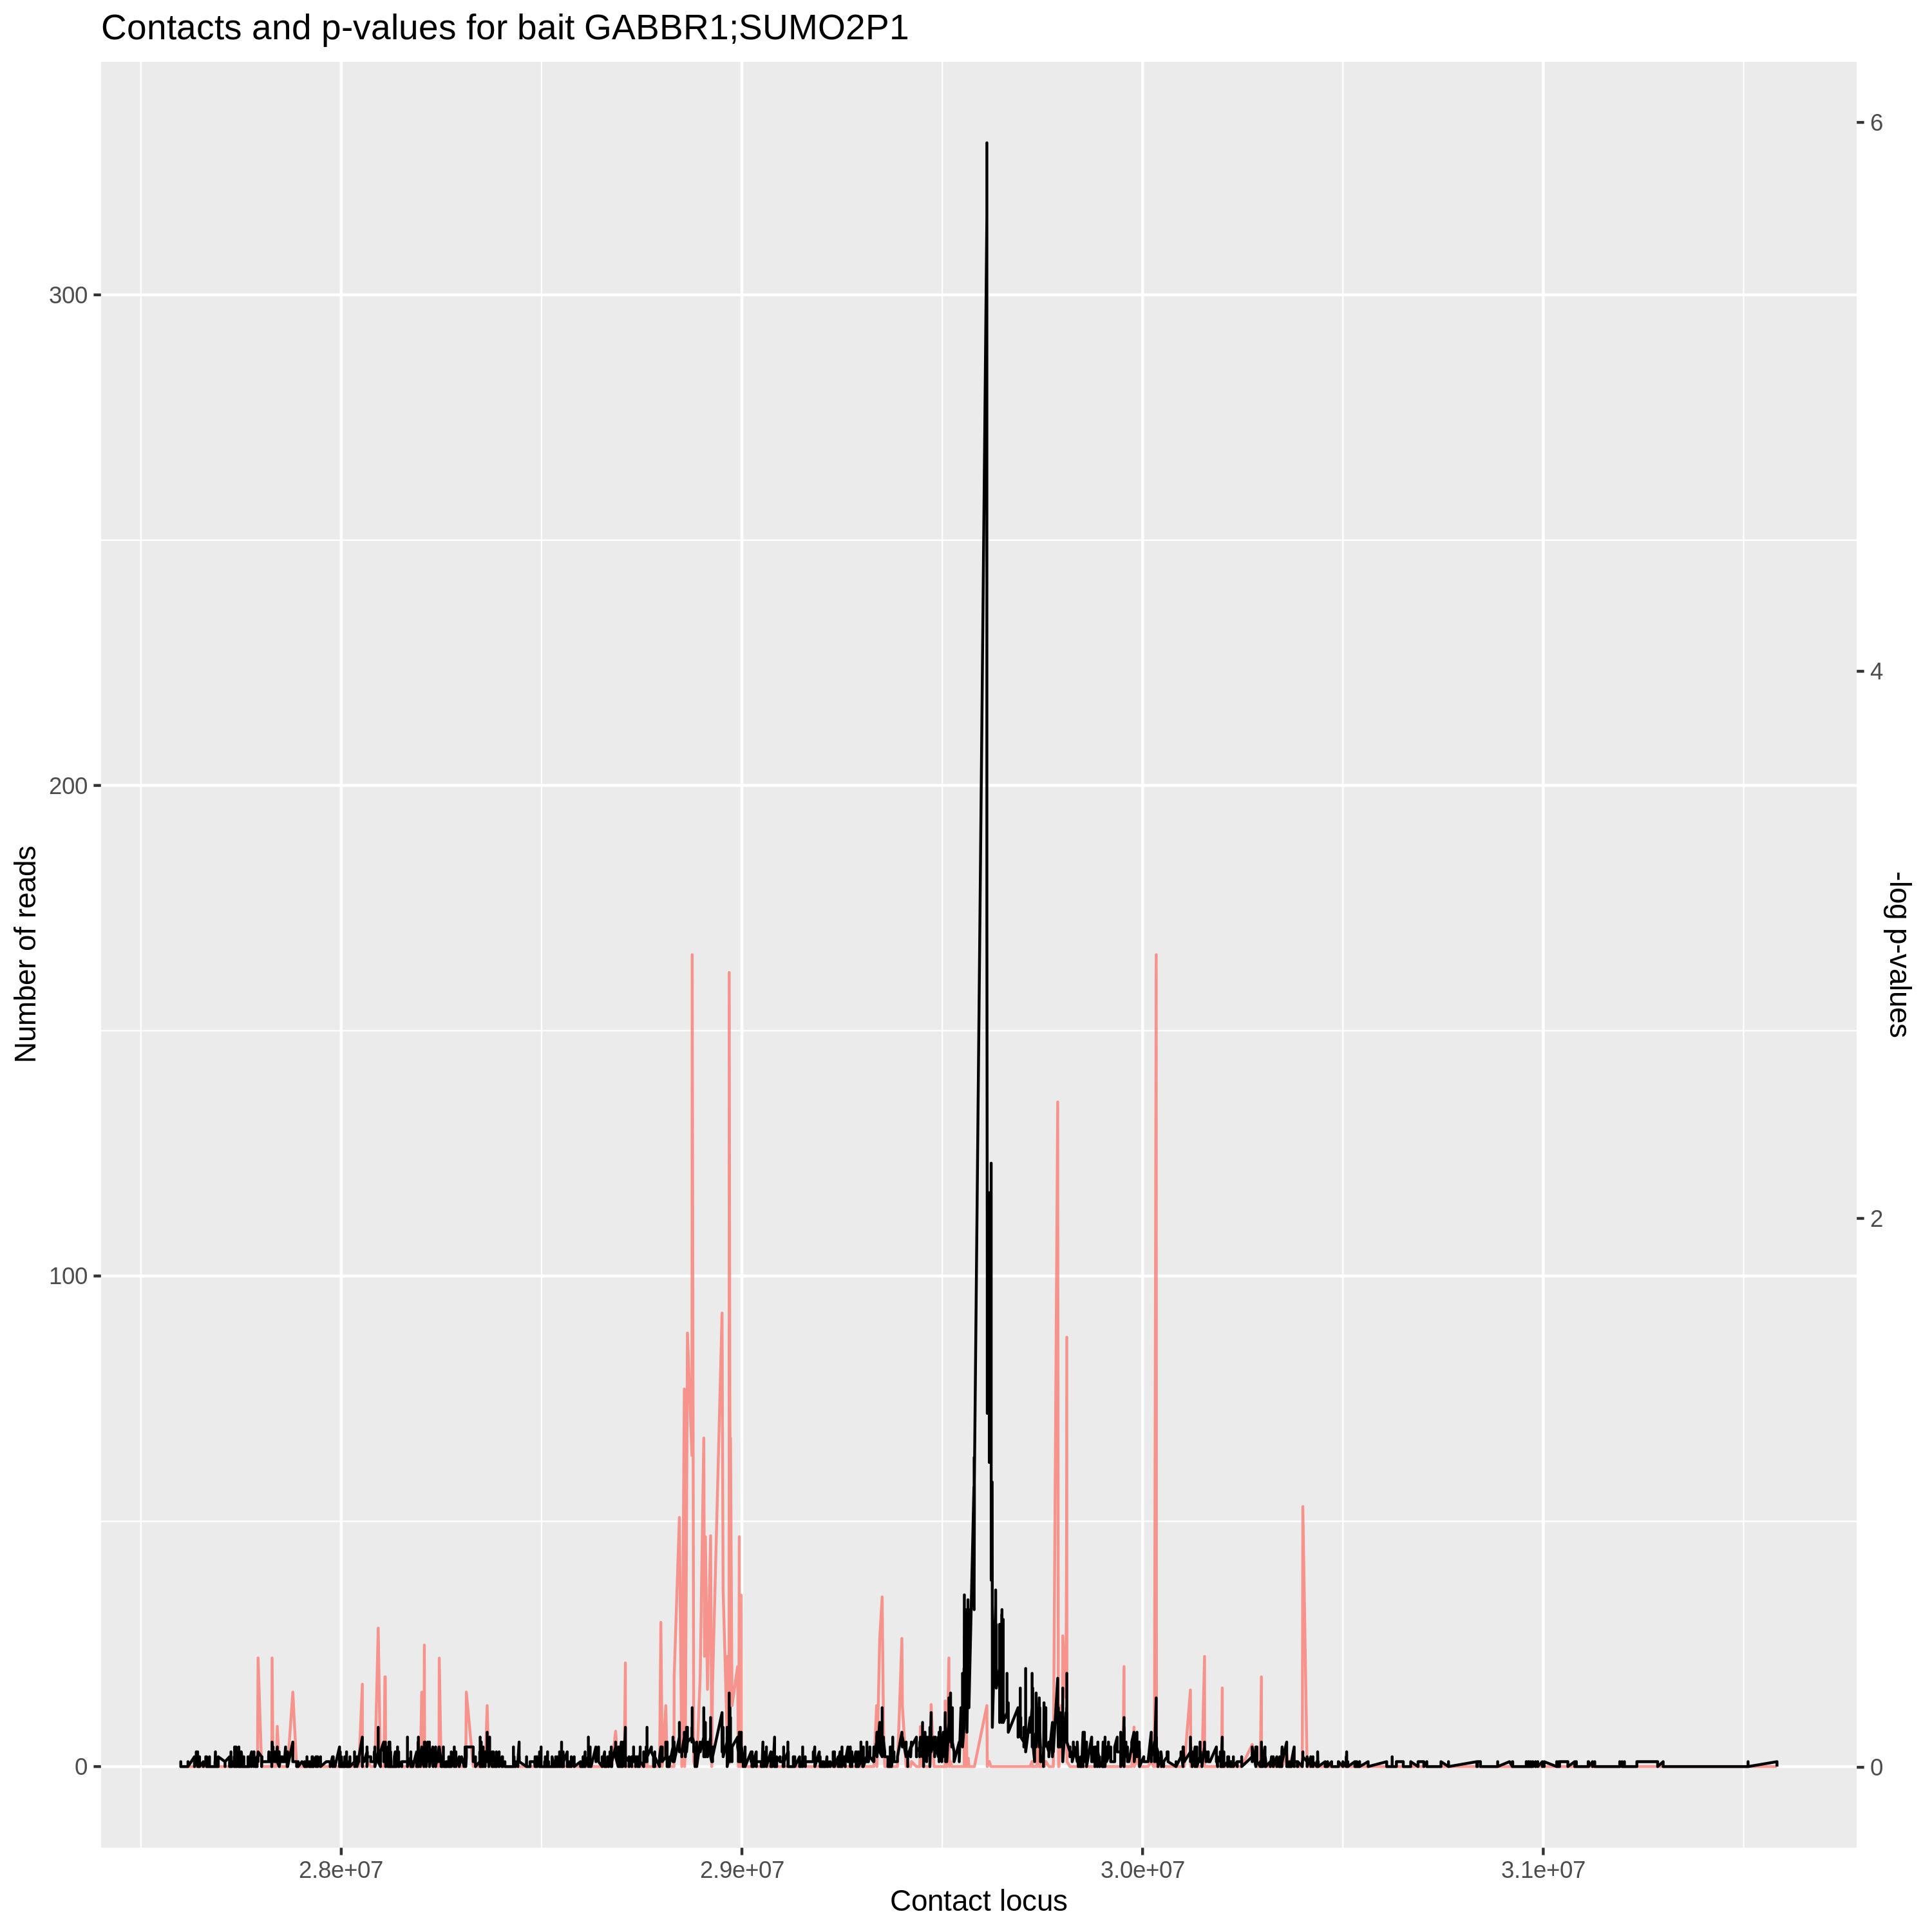 Contacts and p-values for bait GABBR1;SUMO2P1
300
200
100
0
Number of reads
6
4
2
0
-log p-values
2.8e+07 2.9e+07 3.0e+07 3.1e+07
Contact locus